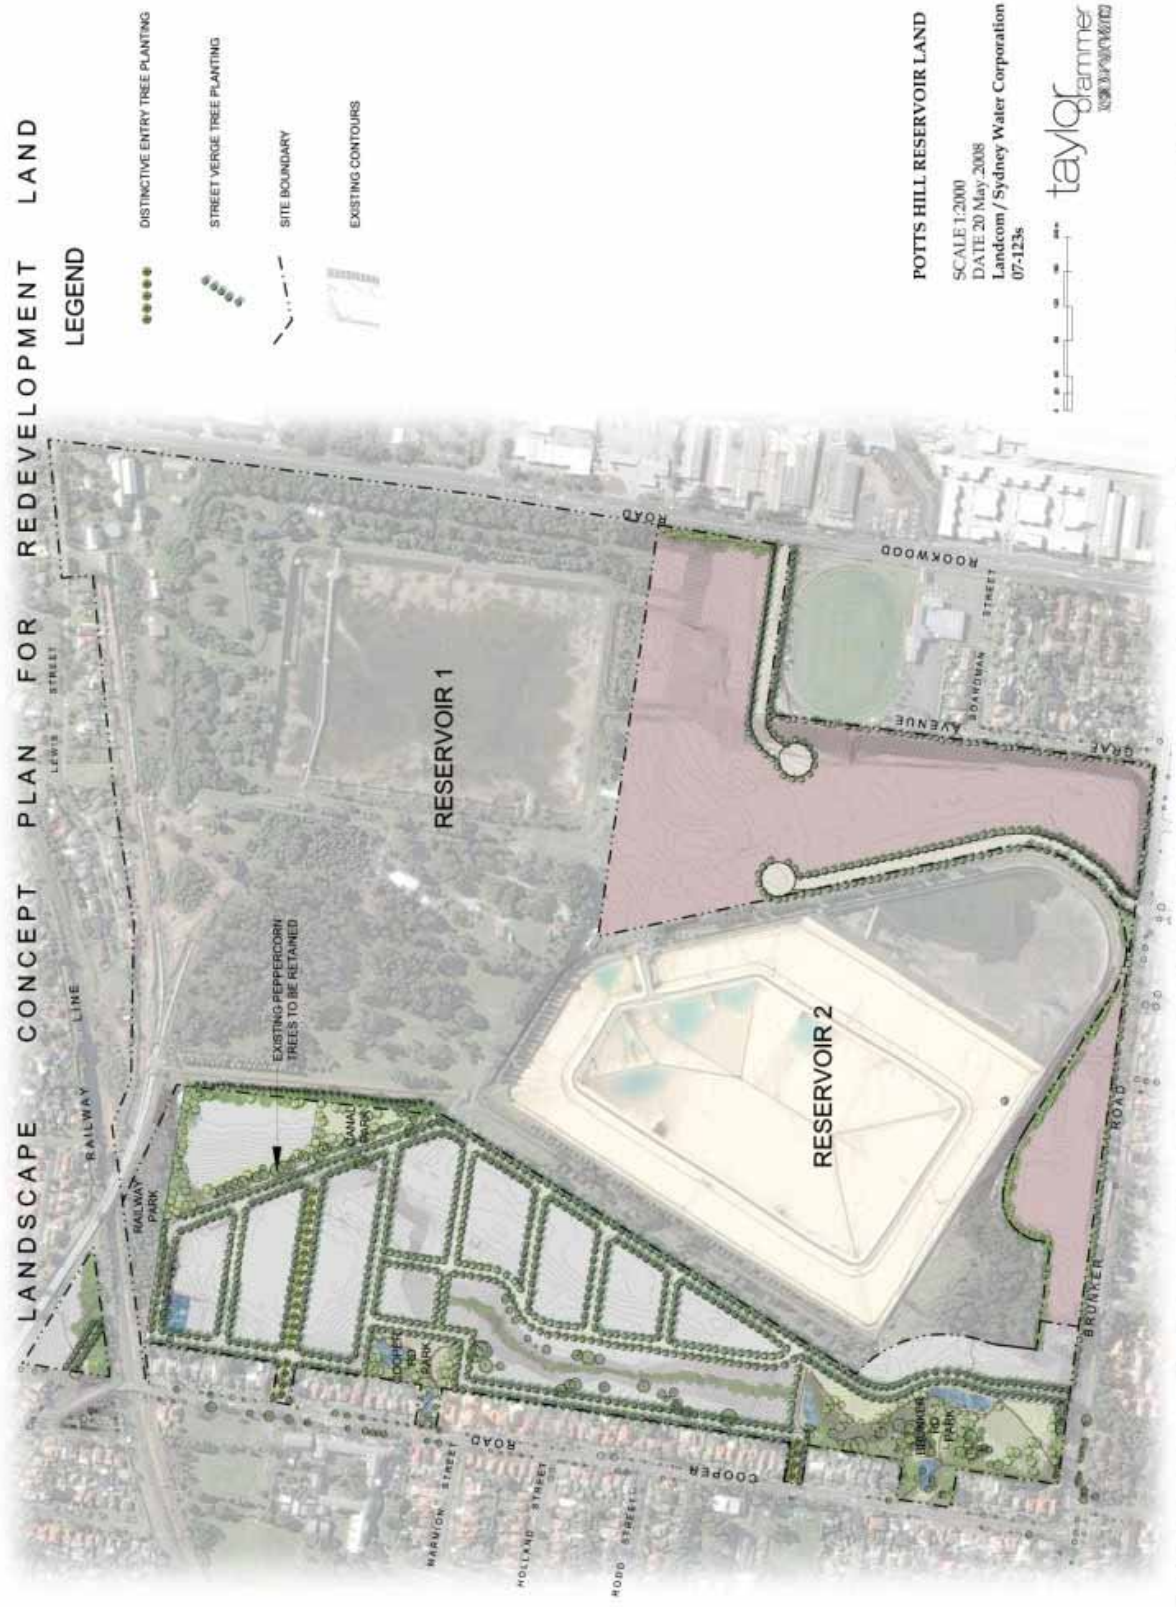 LANDSCAPE CONCEPT PLAN FOR REDEVELOPMENT LAND
LEGEND
DISTINCTIVE ENTRY TREE PLANTING
STREET VERGE TREE PLANTING
SITE BOUNDARY
EXISTING CONTOURS
LEWIS STREET
RAILWAY LINE
RAILWAY
PARK
EXISTING PEPPERCORN
TREES TO BE RETAINED
CANAL
PARK
RESERVOIR 1
COOPER
RD
PARK
RESERVOIR 2
ROOKWOOD ROAD
BOARDMAN STREET
GRAF AVENUE
MARMION STREET
HOLLAND STREET
RODD STREET
COOPER ROAD
BRUNKER
RD
PARK
BRUNKER ROAD
POTTS HILL RESERVOIR LAND
SCALE 1:2000
DATE 20 May 2008
Landcom / Sydney Water Corporation
07-123s
taylor
brammer